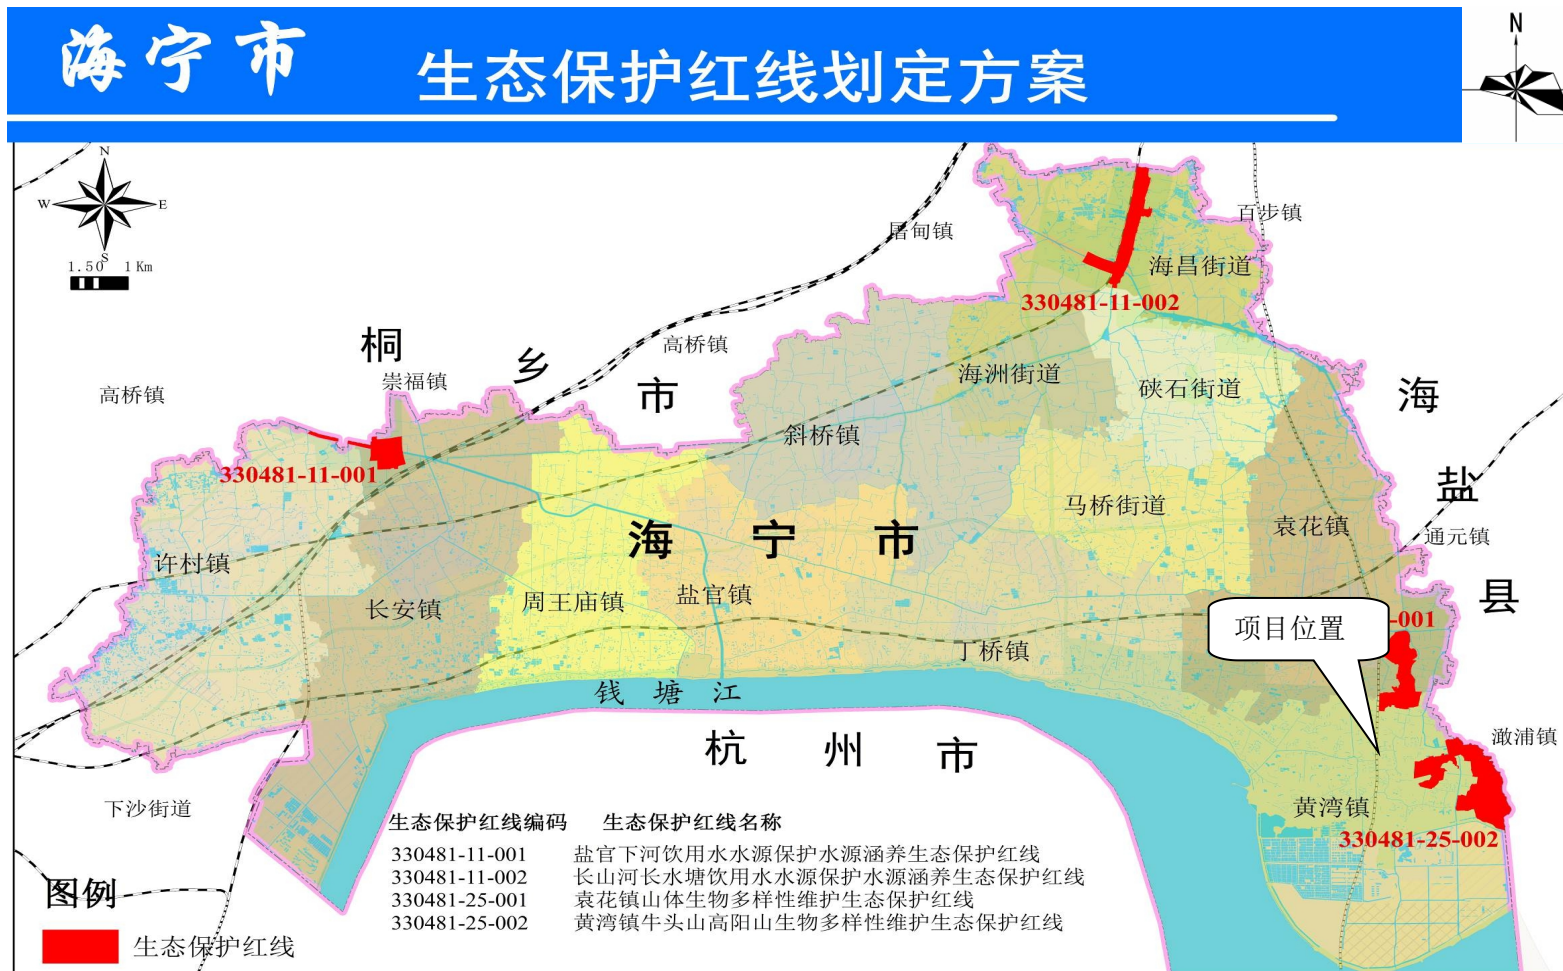 海宁市 生态保护红线划定方案
N
N
W E
S
1.50 1 Km
百步镇
屠甸镇
海昌街道
330481-11-002
桐乡市
高桥镇
崇福镇
高桥镇
海洲街道
硖石街道
海盐县
斜桥镇
330481-11-001
马桥街道
袁花镇
通元镇
海宁市
许村镇
长安镇
周王庙镇
盐官镇
丁桥镇
项目位置
-001
钱塘江
杭州市
澉浦镇
下沙街道
黄湾镇
330481-25-002
生态保护红线编码 生态保护红线名称
330481-11-001 盐官下河饮用水水源保护水源涵养生态保护红线
330481-11-002 长山河长水塘饮用水水源保护水源涵养生态保护红线
330481-25-001 袁花镇山体生物多样性维护生态保护红线
330481-25-002 黄湾镇牛头山高阳山生物多样性维护生态保护红线
图例
生态保护红线